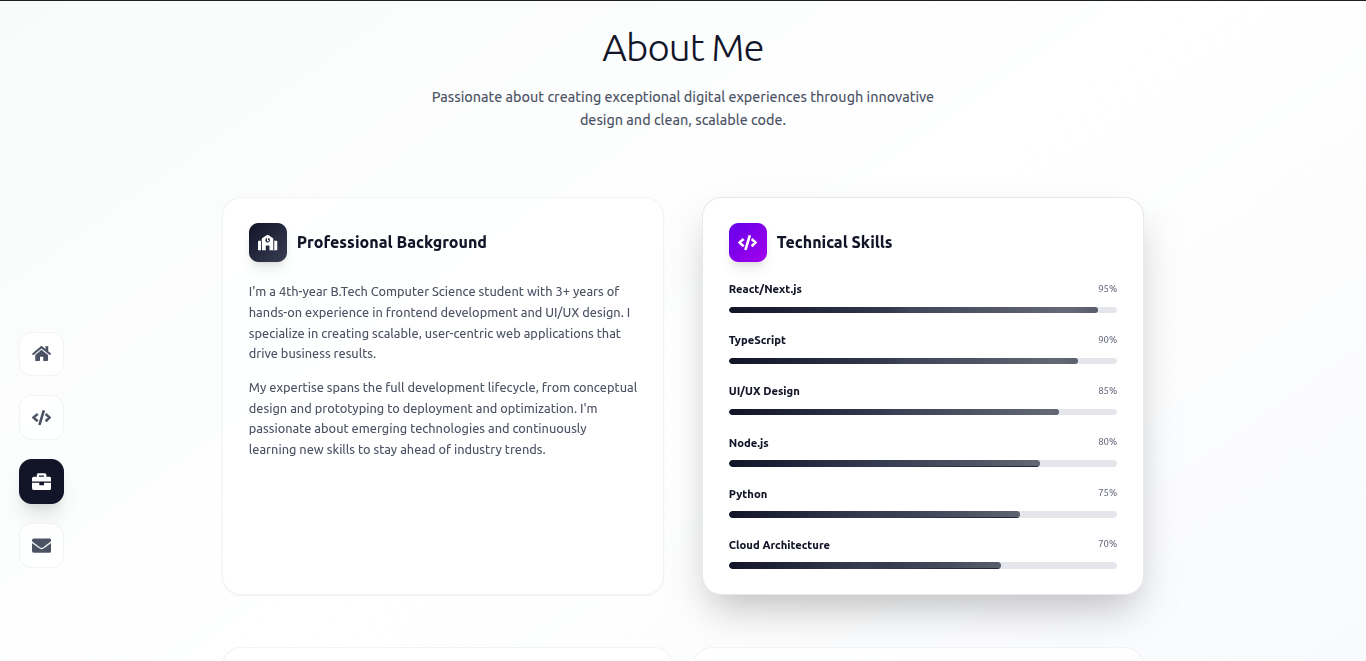 About Me
Passionate about creating exceptional digital experiences through innovative
design and clean, scalable code.
Professional Background
I'm a 4th-year B.Tech Computer Science student with 3+ years of
hands-on experience in frontend development and UI/UX design. I
specialize in creating scalable, user-centric web applications that
drive business results.
My expertise spans the full development lifecycle, from conceptual
design and prototyping to deployment and optimization. I'm
passionate about emerging technologies and continuously
learning new skills to stay ahead of industry trends.
Technical Skills
React/Next.js 95%
TypeScript 90%
UI/UX Design 85%
Node.js 80%
Python 75%
Cloud Architecture 70%